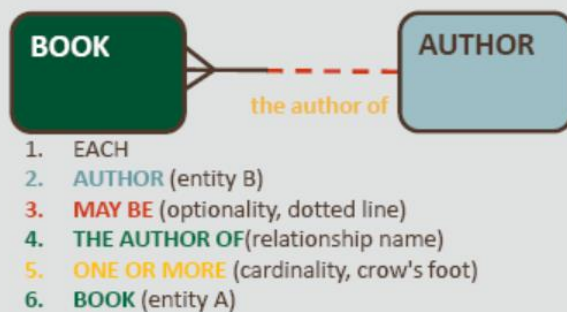 BOOK
AUTHOR
the author of
1. EACH
2. AUTHOR (entity B)
3. MAY BE (optionality, dotted line)
4. THE AUTHOR OF(relationship name)
5. ONE OR MORE (cardinality, crow's foot)
6. BOOK (entity A)